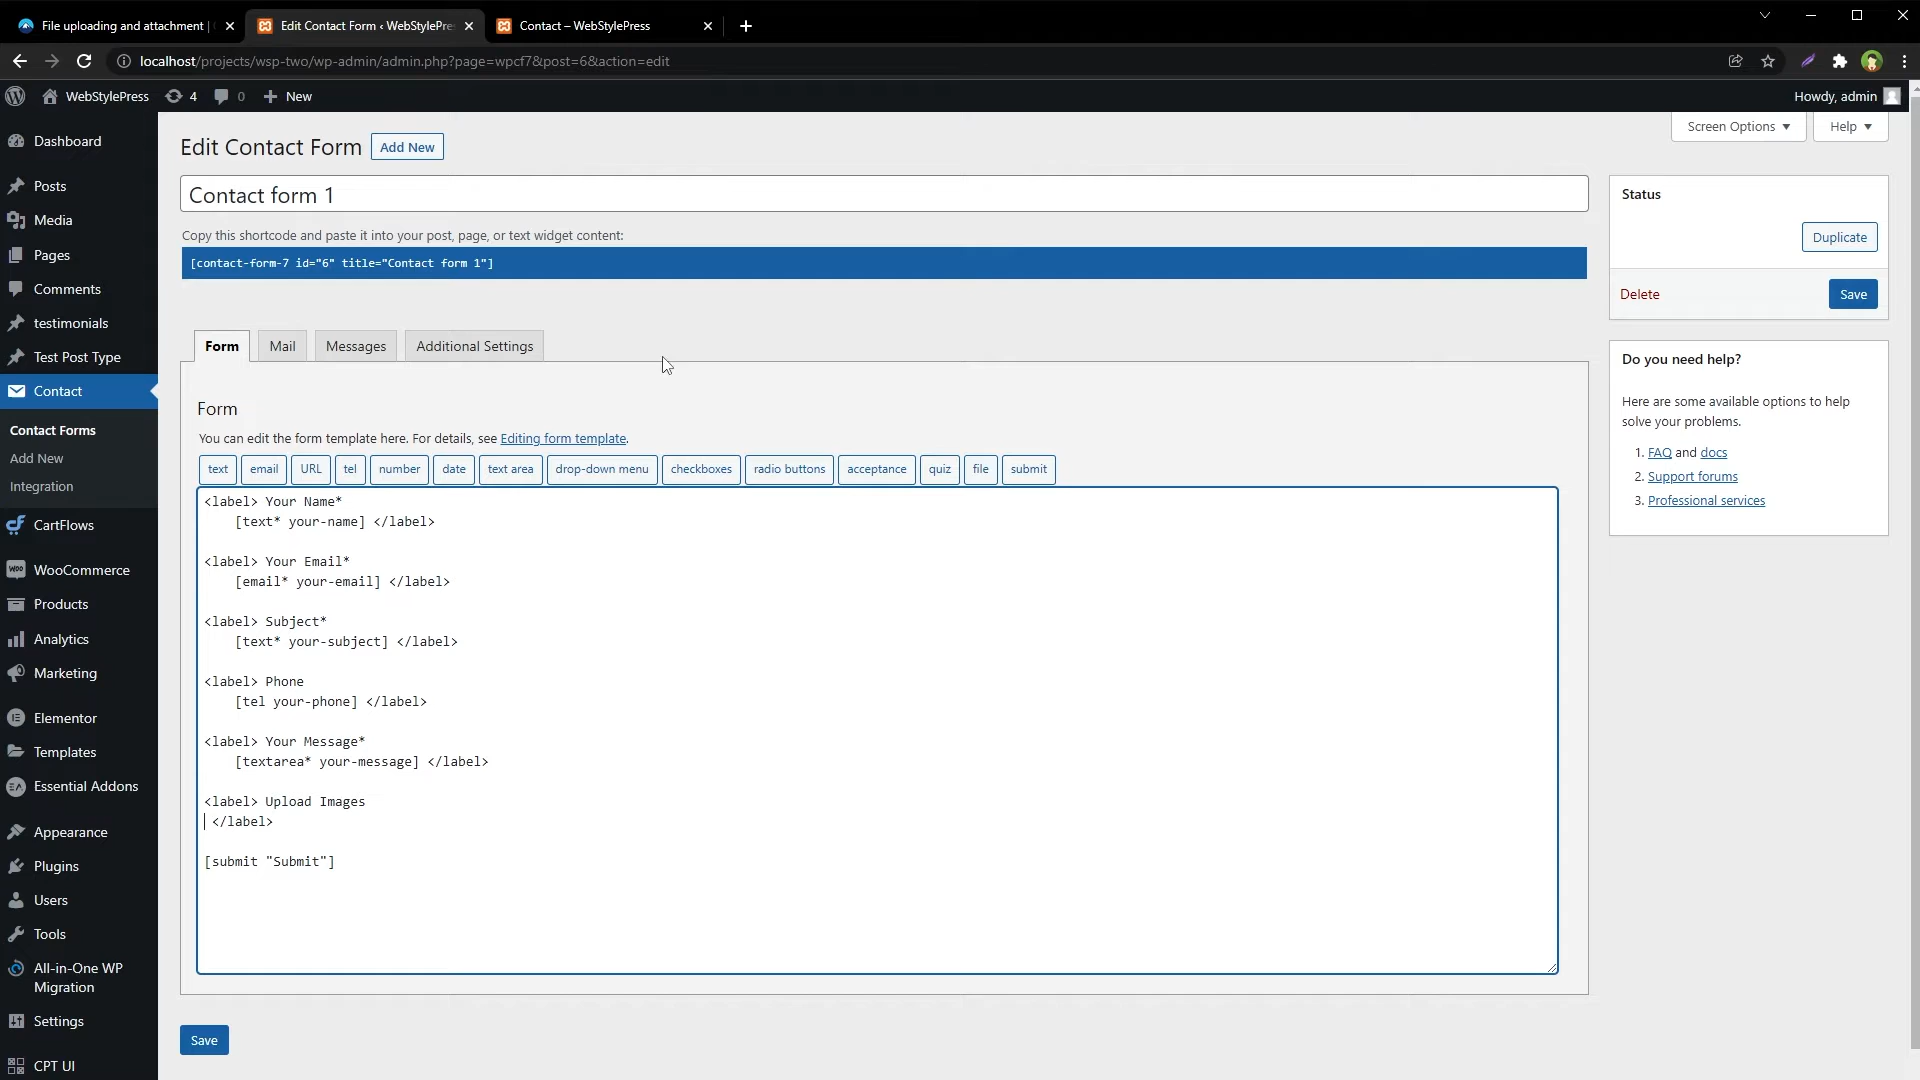 File uploading and attachment |
Edit Contact Form ‹ WebStylePre
Contact – WebStylePress
localhost/projects/wsp-two/wp-admin/admin.php?page=wpcf7&post=6&action=edit
WebStylePress
4
0
New
Howdy, admin
Dashboard
Posts
Media
Pages
Comments
testimonials
Test Post Type
Contact
Contact Forms
Add New
Integration
CartFlows
WooCommerce
Products
Analytics
Marketing
Elementor
Templates
Essential Addons
Appearance
Plugins
Users
Tools
All-in-One WP
Migration
Settings
CPT UI
Screen Options
Help
Edit Contact Form
Add New
Contact form 1
Copy this shortcode and paste it into your post, page, or text widget content:
[contact-form-7 id="6" title="Contact form 1"]
Form
Mail
Messages
Additional Settings
Form
You can edit the form template here. For details, see Editing form template.
text
email
URL
tel
number
date
text area
drop-down menu
checkboxes
radio buttons
acceptance
quiz
file
submit
<label> Your Name*
[text* your-name] </label>
<label> Your Email*
[email* your-email] </label>
<label> Subject*
[text* your-subject] </label>
<label> Phone
[tel your-phone] </label>
<label> Your Message*
[textarea* your-message] </label>
<label> Upload Images
</label>
[submit "Submit"]
Save
Status
Duplicate
Delete
Save
Do you need help?
Here are some available options to help
solve your problems.
1. FAQ and docs
2. Support forums
3. Professional services